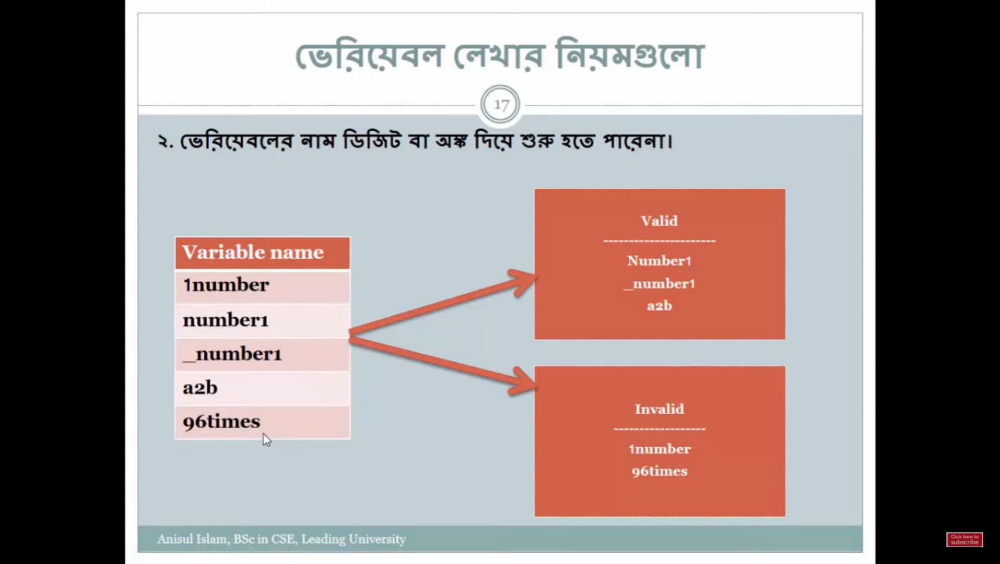 ভেরিয়েবল লেখার নিয়মগুলো
17
২. ভেরিয়েবলের নাম ডিজিট বা অঙ্ক দিয়ে শুরু হতে পারেনা।
Variable name
1number
number1
_number1
a2b
96times
Valid
----------------------
Number1
_number1
a2b
Invalid
------------------
1number
96times
Anisul Islam, BSc in CSE, Leading University
Click here to
subscribe